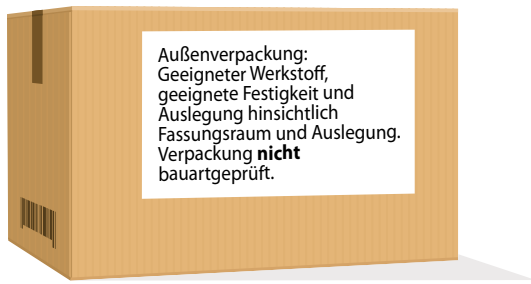 Außenverpackung:
Geeigneter Werkstoff,
geeignete Festigkeit und
Auslegung hinsichtlich
Fassungsraum und Auslegung.
Verpackung nicht
bauartgeprüft.